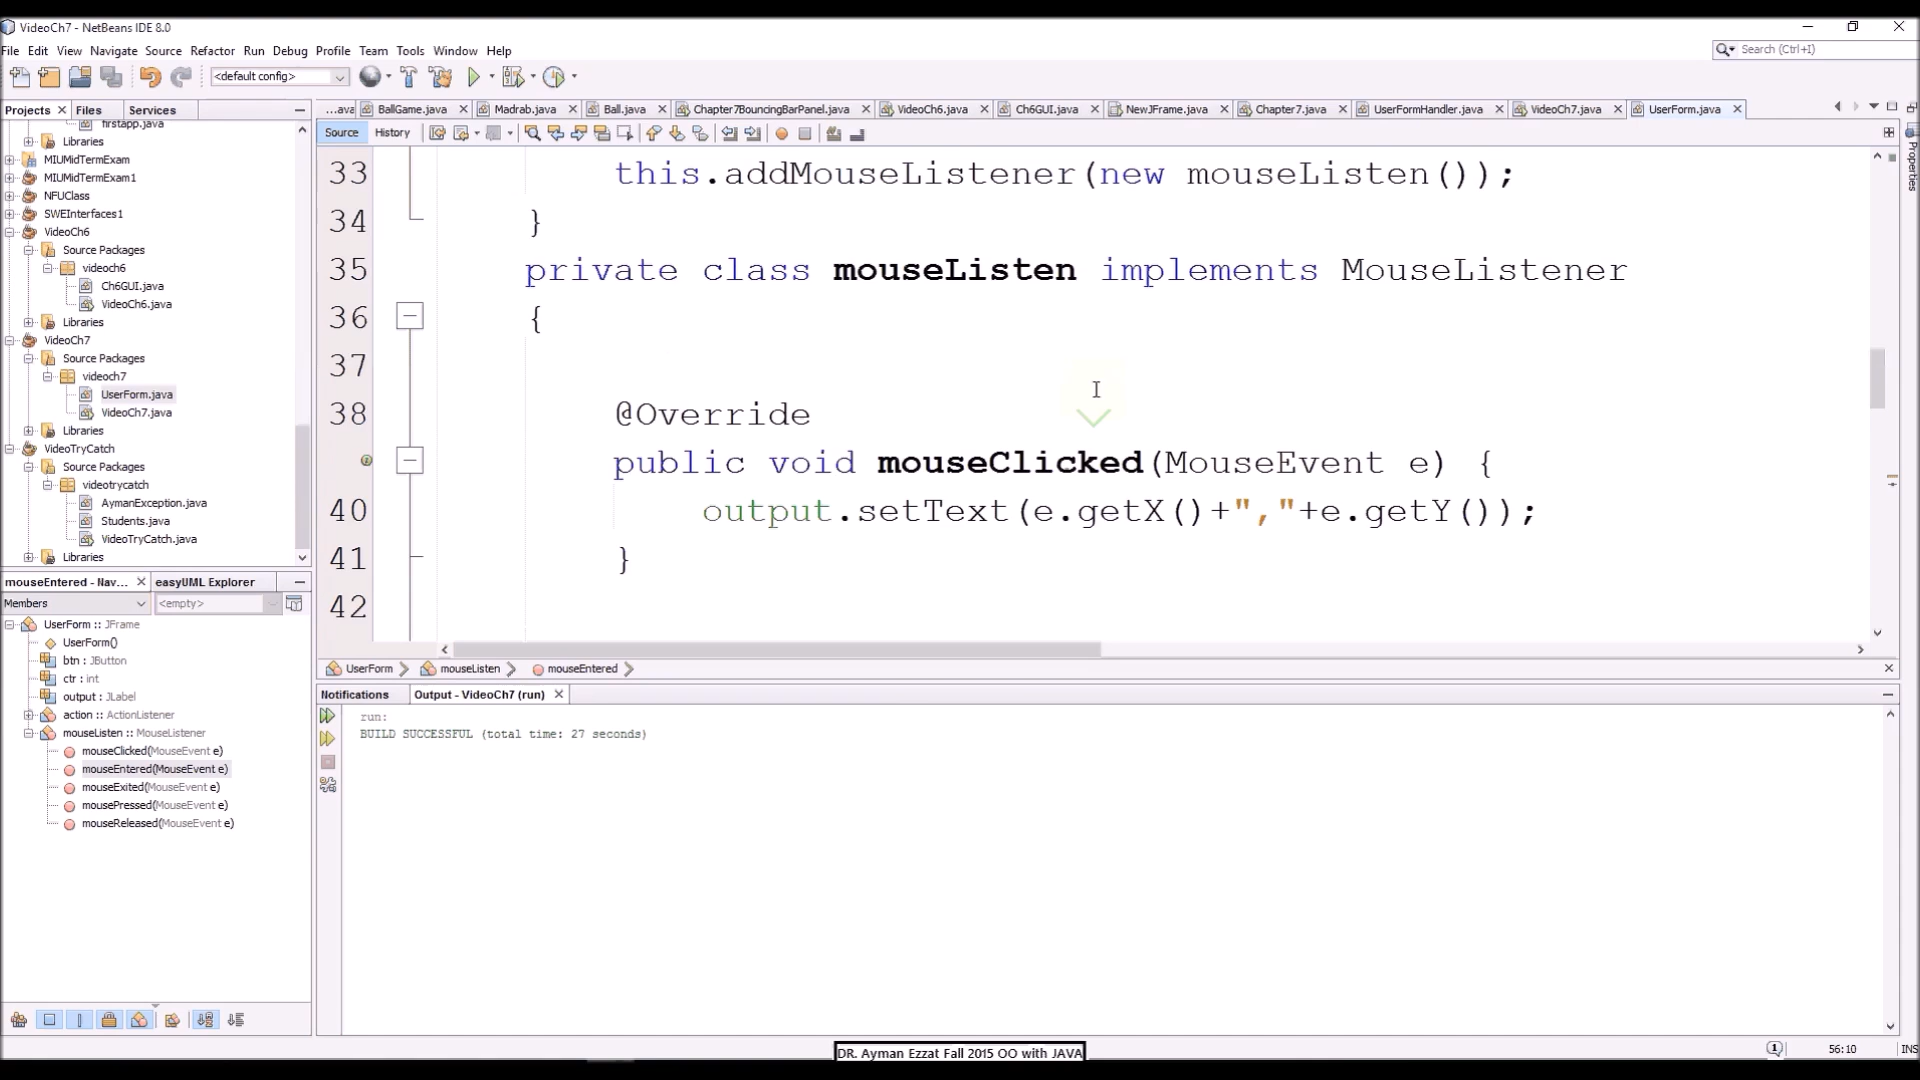 VideoCh7 - NetBeans IDE 8.0
File Edit View Navigate Source Refactor Run Debug Profile Team Tools Window Help
Search (Ctrl+I)
<default config>
Projects Files Services
...ava BallGame.java Madrab.java Ball.java Chapter7BouncingBarPanel.java VideoCh6.java Ch6GUI.java NewJFrame.java Chapter7.java UserFormHandler.java VideoCh7.java UserForm.java
Source History
Properties
firstapp.java
Libraries
MIUMidTermExam
MIUMidTermExam1
NFUClass
SWEInterfaces1
VideoCh6
Source Packages
videoch6
Ch6GUI.java
VideoCh6.java
Libraries
VideoCh7
Source Packages
videoch7
UserForm.java
VideoCh7.java
Libraries
VideoTryCatch
Source Packages
videotrycatch
AymanException.java
Students.java
VideoTryCatch.java
Libraries
33 this.addMouseListener(new mouseListen());
34 }
35 private class mouseListen implements MouseListener
36 {
37
38 @Override
public void mouseClicked(MouseEvent e) {
40 output.setText(e.getX()+","+e.getY());
41 }
42
UserForm mouseListen mouseEntered
mouseEntered - Nav... easyUML Explorer
Members <empty>
UserForm :: JFrame
UserForm()
btn : JButton
ctr : int
output : JLabel
action :: ActionListener
mouseListen :: MouseListener
mouseClicked(MouseEvent e)
mouseEntered(MouseEvent e)
mouseExited(MouseEvent e)
mousePressed(MouseEvent e)
mouseReleased(MouseEvent e)
Notifications Output - VideoCh7 (run)
run:
BUILD SUCCESSFUL (total time: 27 seconds)
DR. Ayman Ezzat Fall 2015 OO with JAVA
1 56:10 INS